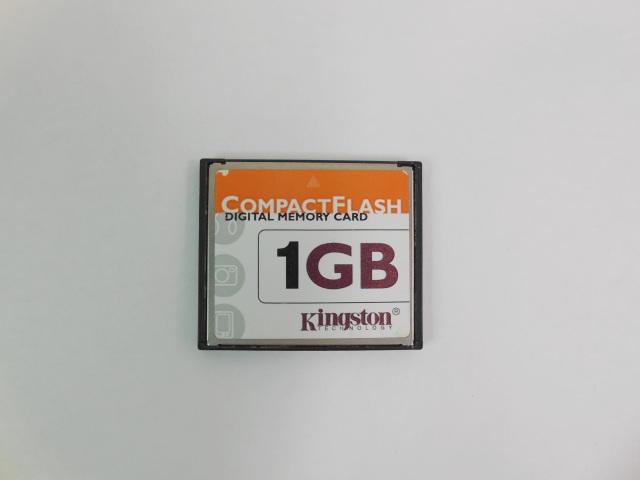 COMPACTFLASH
DIGITAL MEMORY CARD
1GB
Kingston®
TECHNOLOGY